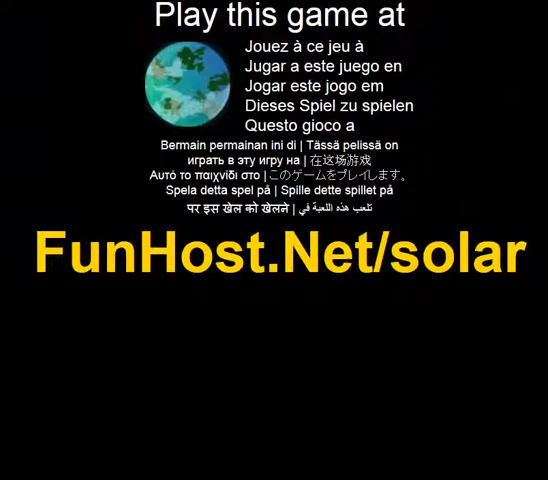 Play this game at
Jouez à ce jeu à
Jugar a este juego en
Jogar este jogo em
Dieses Spiel zu spielen
Questo gioco a
Bermain permainan ini di | Tässä pelissä on
играть в эту игру на | 在这场游戏
Αυτό το παιχνίδι στο | このゲームをプレイします。
Spela detta spel på | Spille dette spillet på
पर इस खेल को खेलने | تلعب هذه اللعبة في
FunHost.Net/solar